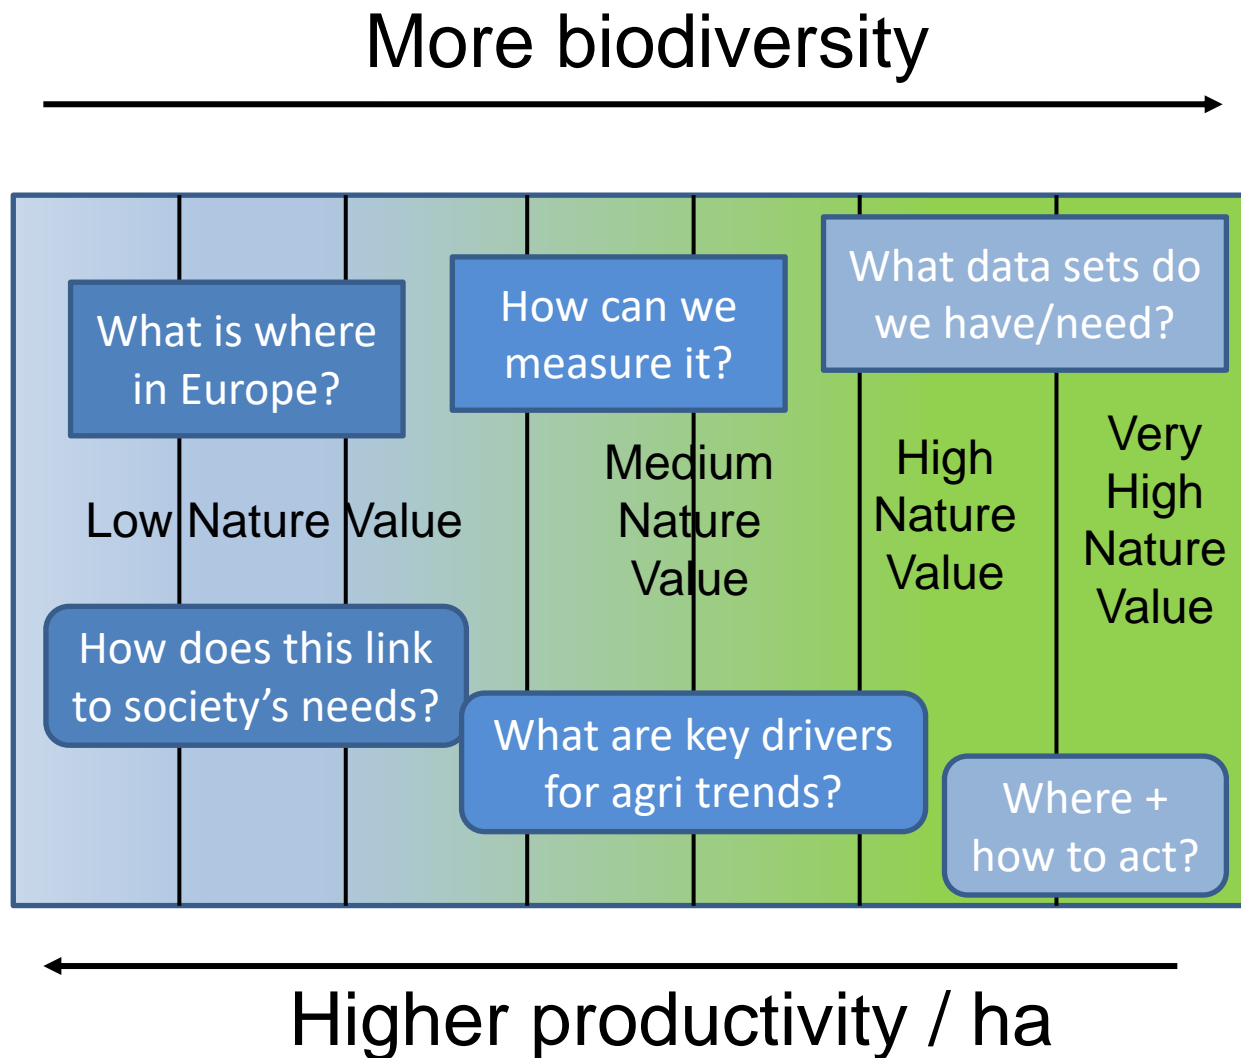 More biodiversity
What is where
in Europe?
How can we
measure it?
What data sets do
we have/need?
Low Nature Value
Medium
Nature
Value
High
Nature
Value
Very
High
Nature
Value
How does this link
to society’s needs?
What are key drivers
for agri trends?
Where +
how to act?
Higher productivity / ha